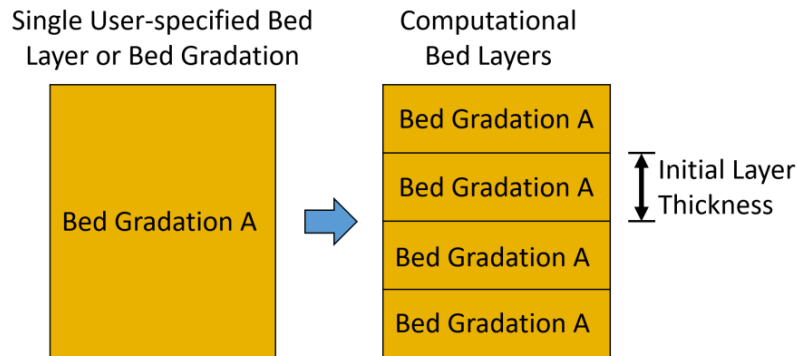 Single User-specified Bed
Layer or Bed Gradation
Bed Gradation A
Computational
Bed Layers
Bed Gradation A
Bed Gradation A
Bed Gradation A
Bed Gradation A
Initial Layer
Thickness